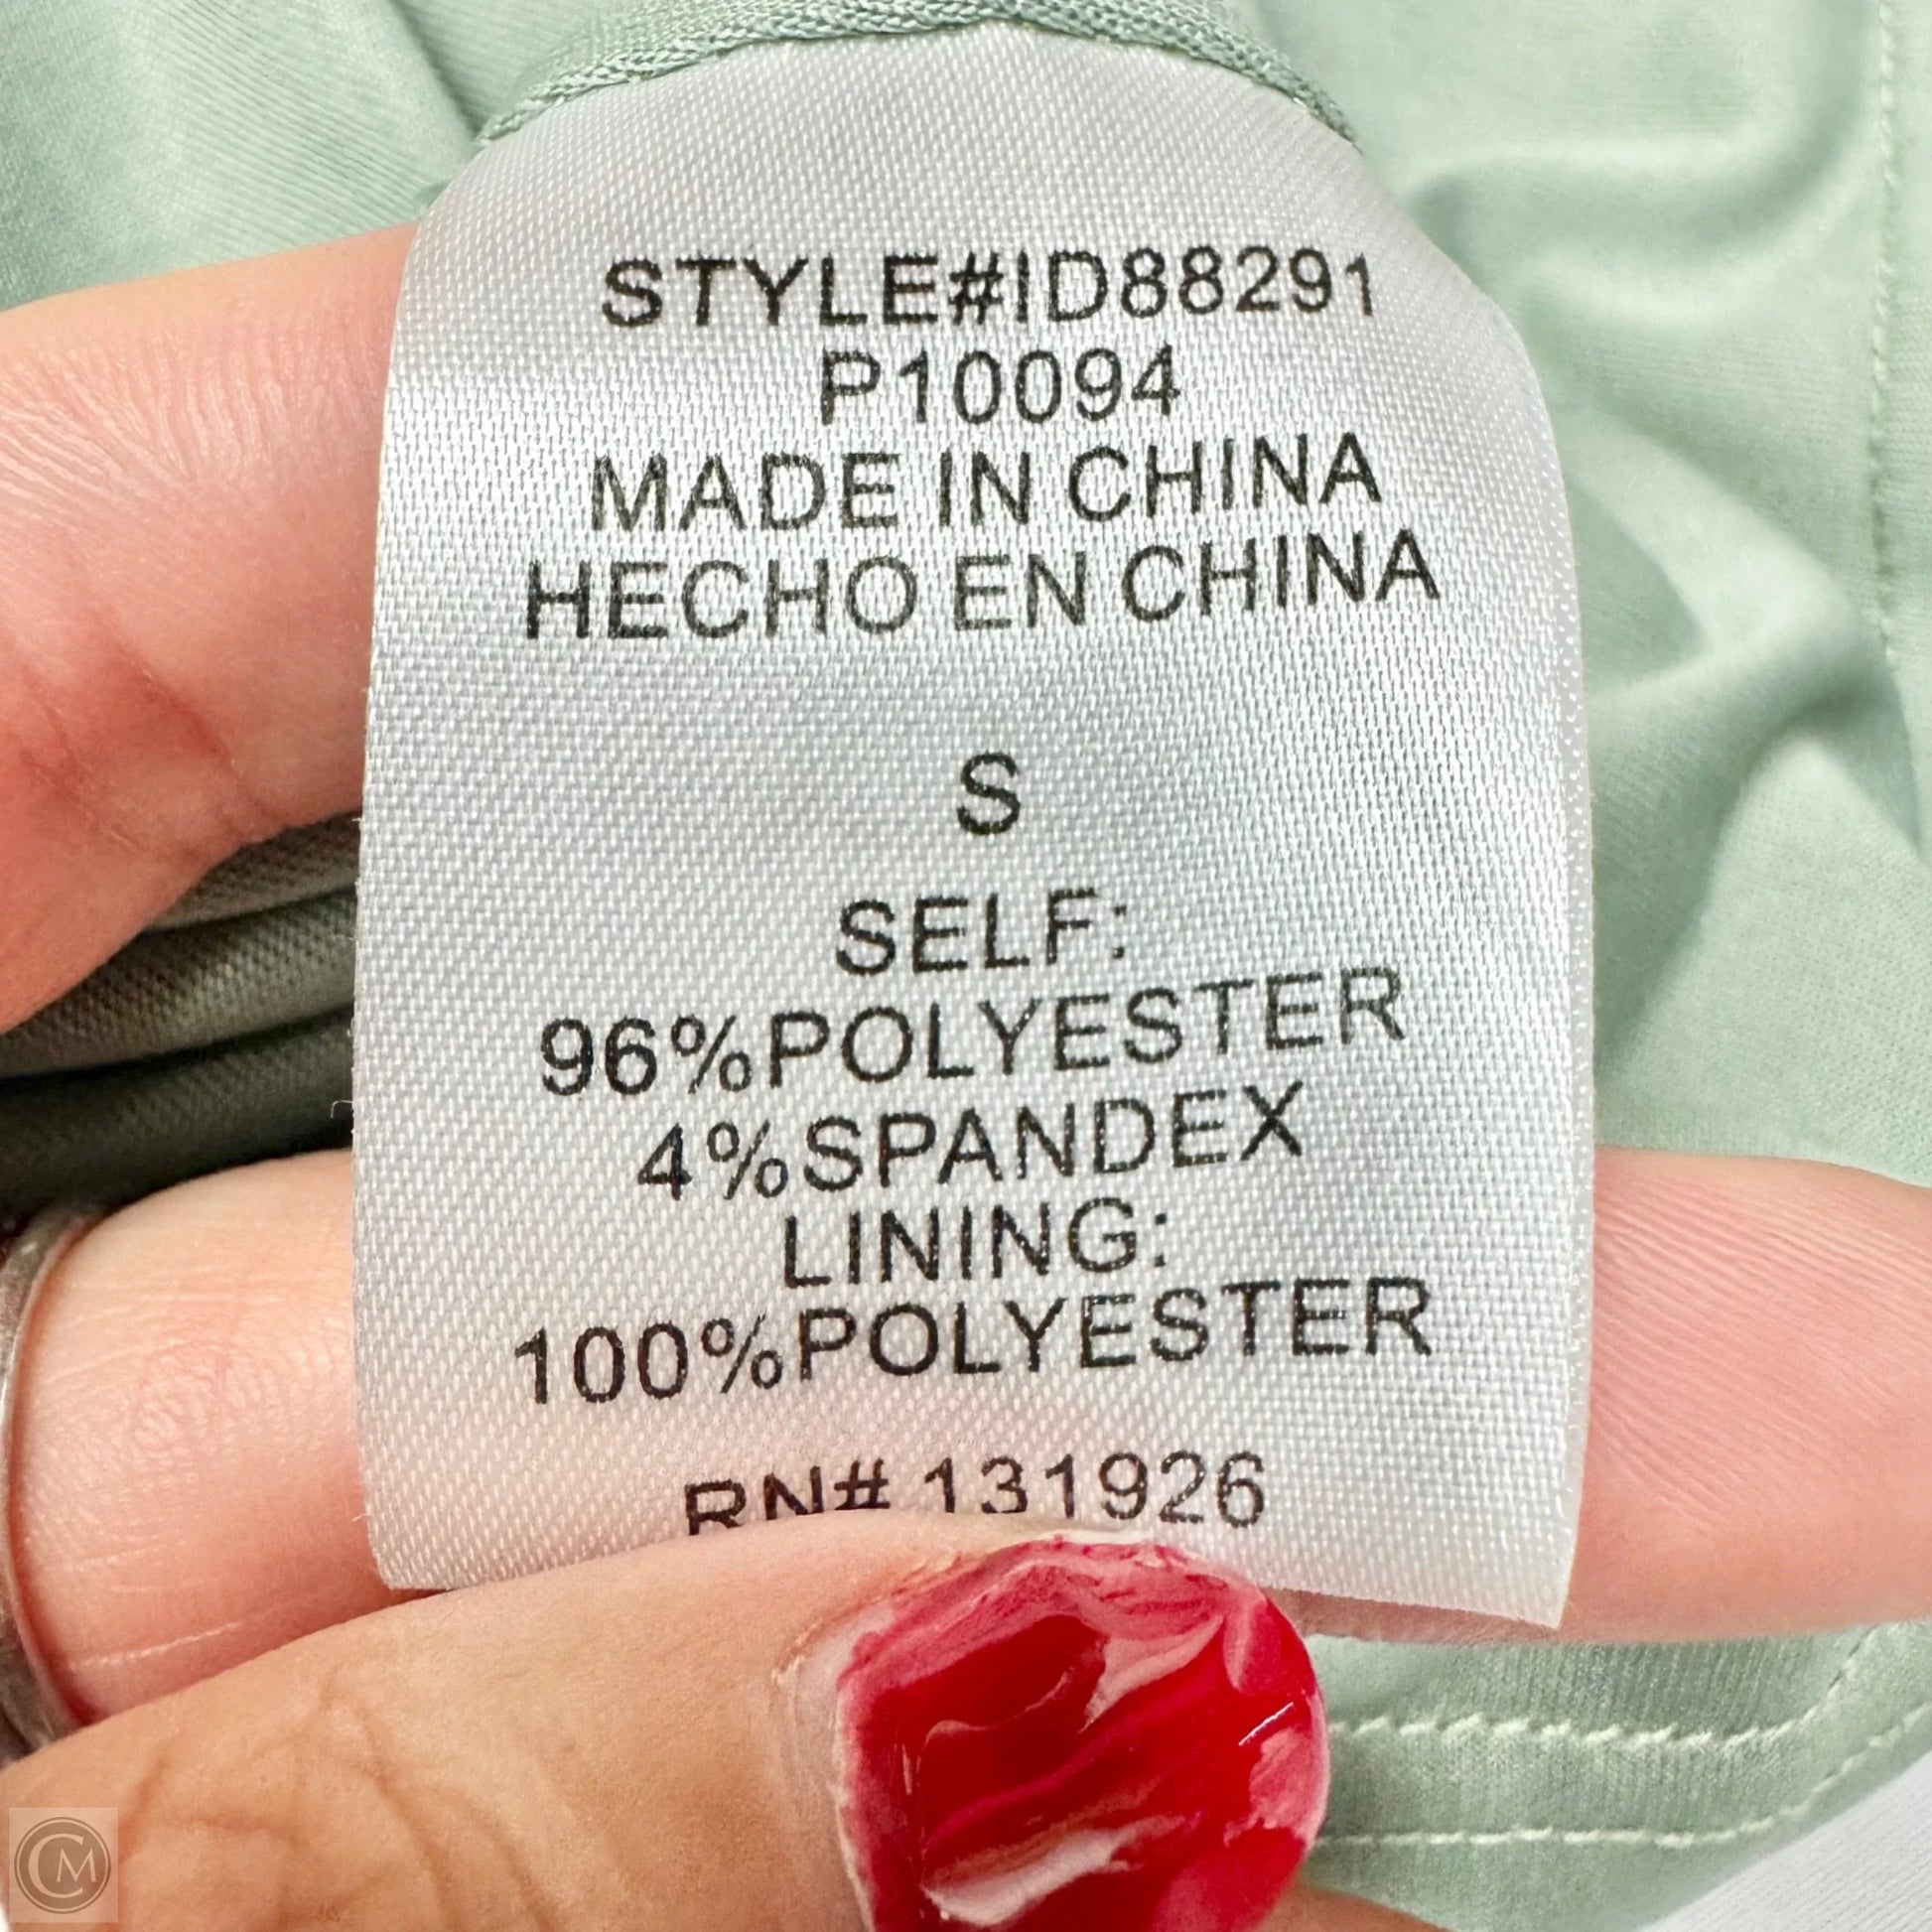 STYLE#ID88291
P10094
MADE IN CHINA
HECHO EN CHINA
S
SELF:
96%POLYESTER
4%SPANDEX
LINING:
100%POLYESTER
RN# 131926
CM